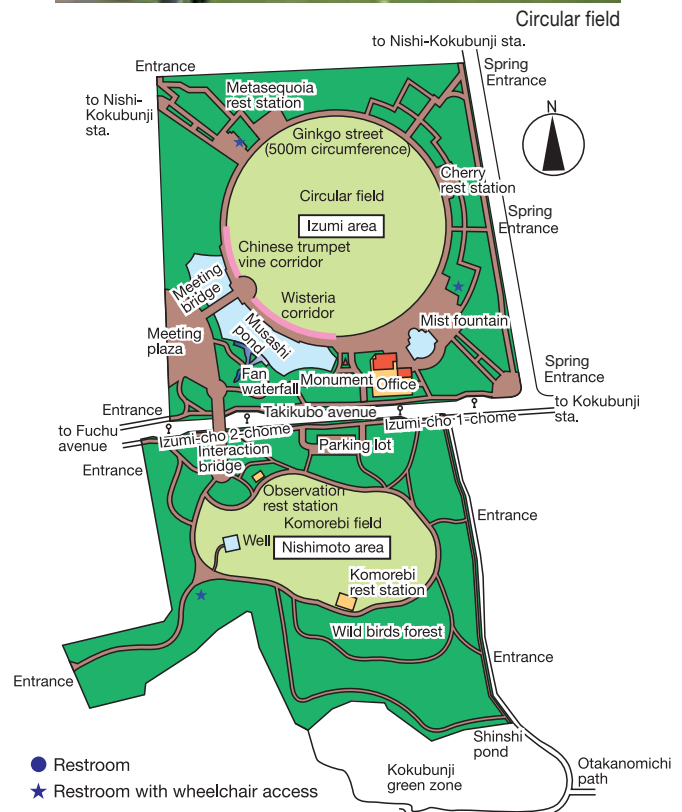 Circular field
to Nishi-Kokubunji sta.
Entrance
Spring
Entrance
Metasequoia
rest station
to Nishi-
Kokubunji
sta.
N
Ginkgo street
(500m circumference)
Cherry
rest station
Circular field
Izumi area
Spring
Entrance
Chinese trumpet
vine corridor
Meeting
bridge
Wisteria
corridor
Musashi
pond
Mist fountain
Meeting
plaza
Fan
waterfall
Monument
Office
Spring
Entrance
to Kokubunji
sta.
Entrance
Takikubo avenue
to Fuchu
avenue
Izumi-cho 2-chome
Izumi-cho 1-chome
Interaction
bridge
Parking lot
Entrance
Observation
rest station
Komorebi field
Entrance
Well
Nishimoto area
Komorebi
rest station
Wild birds forest
Entrance
Entrance
Shinshi
pond
Kokubunji
green zone
Otakanomichi
path
Restroom
Restroom with wheelchair access